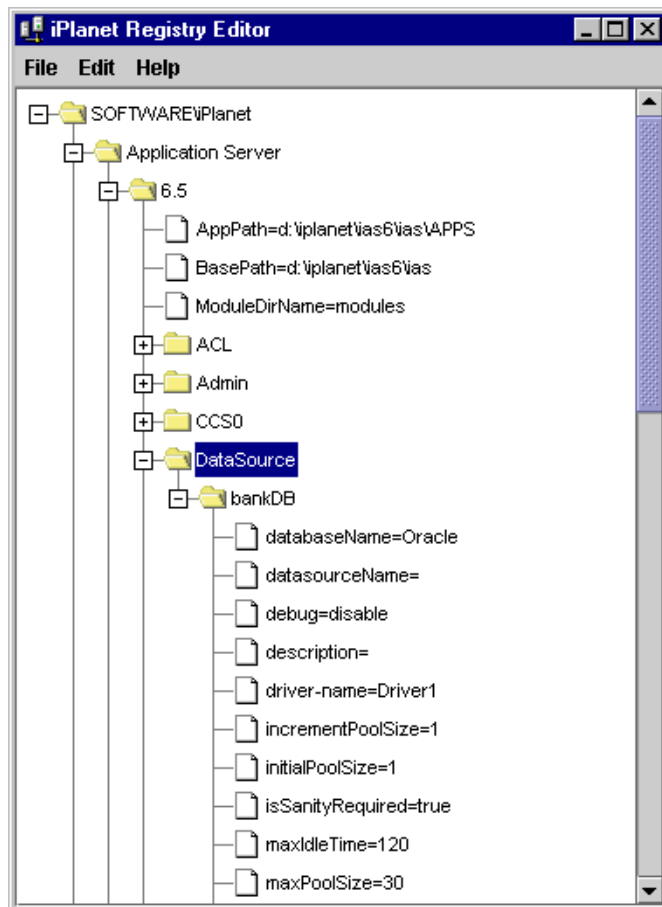 iPlanet Registry Editor
File Edit Help
SOFTWARE\iPlanet
Application Server
6.5
AppPath=d:\iplanet\ias6\ias\APPS
BasePath=d:\iplanet\ias6\ias
ModuleDirName=modules
ACL
Admin
CCS0
DataSource
bankDB
databaseName=Oracle
datasourceName=
debug=disable
description=
driver-name=Driver1
incrementPoolSize=1
initialPoolSize=1
isSanityRequired=true
maxIdleTime=120
maxPoolSize=30